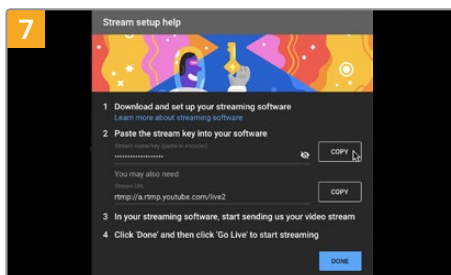 7
Stream setup help
1 Download and set up your streaming software
Learn more about streaming software
2 Paste the stream key into your software
Stream name/key (paste in encoder)
••••••••••••••••••••
COPY
You may also need:
Stream URL
rtmp://a.rtmp.youtube.com/live2
COPY
3 In your streaming software, start sending us your video stream
4 Click 'Done' and then click 'Go Live' to start streaming
DONE